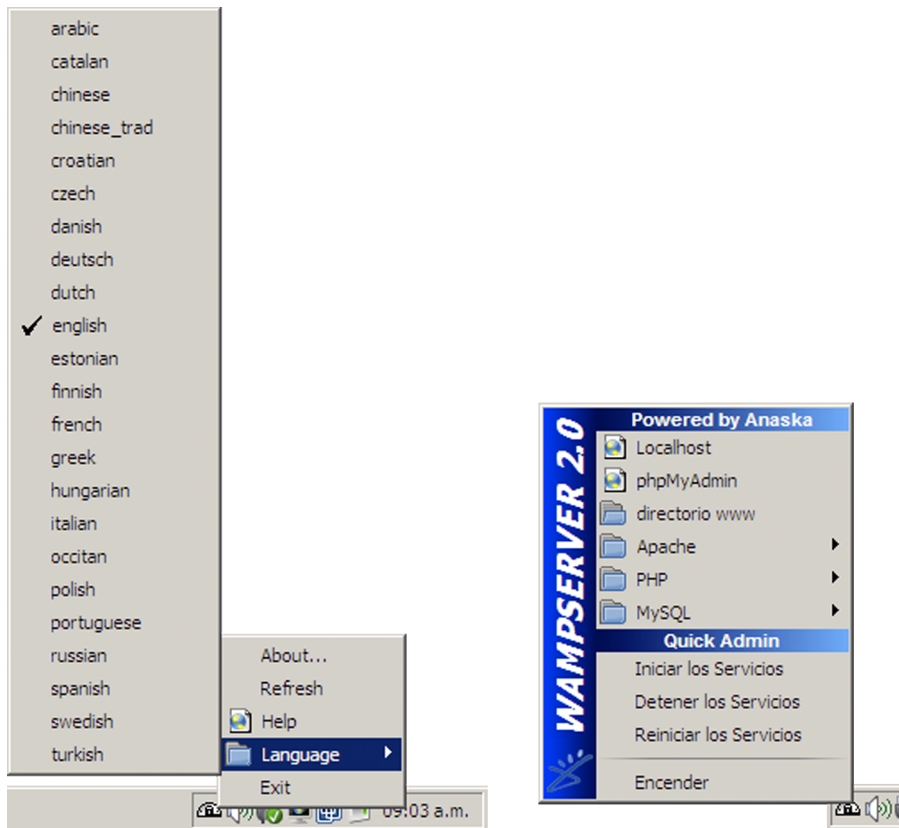 arabic
catalan
chinese
chinese_trad
croatian
czech
danish
deutsch
dutch
english
estonian
finnish
french
greek
hungarian
italian
occitan
polish
portuguese
russian
spanish
swedish
turkish
About...
Refresh
Help
Language
Exit
09:03 a.m.
WAMPSERVER 2.0
Powered by Anaska
Localhost
phpMyAdmin
directorio www
Apache
PHP
MySQL
Quick Admin
Iniciar los Servicios
Detener los Servicios
Reiniciar los Servicios
Encender